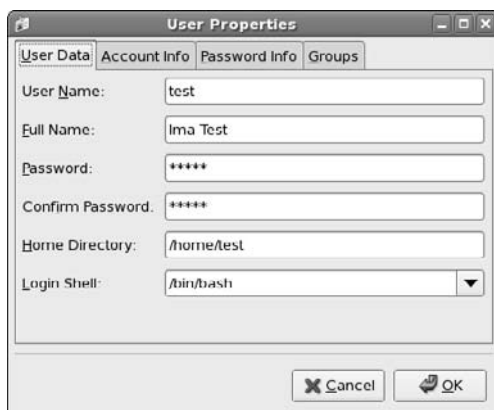 User Properties
User Data Account Info Password Info Groups
User Name: test
Full Name: Ima Test
Password: *****
Confirm Password: *****
Home Directory: /home/test
Login Shell: /bin/bash
Cancel OK